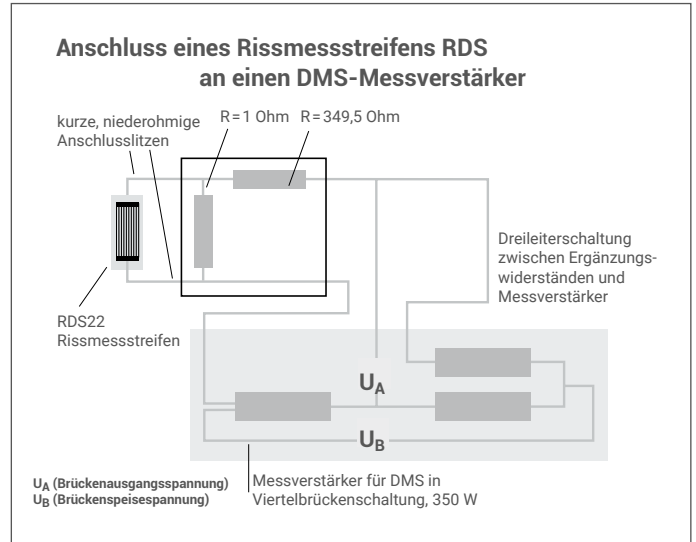 Anschluss eines Rissmessstreifens RDS
an einen DMS-Messverstärker
kurze, niederohmige
Anschlusslitzen
R=1 Ohm
R=349,5 Ohm
Dreileiterschaltung
zwischen Ergänzungs-
widerständen und
Messverstärker
RDS22
Rissmessstreifen
UA
UB
UA (Brückenausgangsspannung)
UB (Brückenspeisespannung)
Messverstärker für DMS in
Viertelbrückenschaltung, 350 W